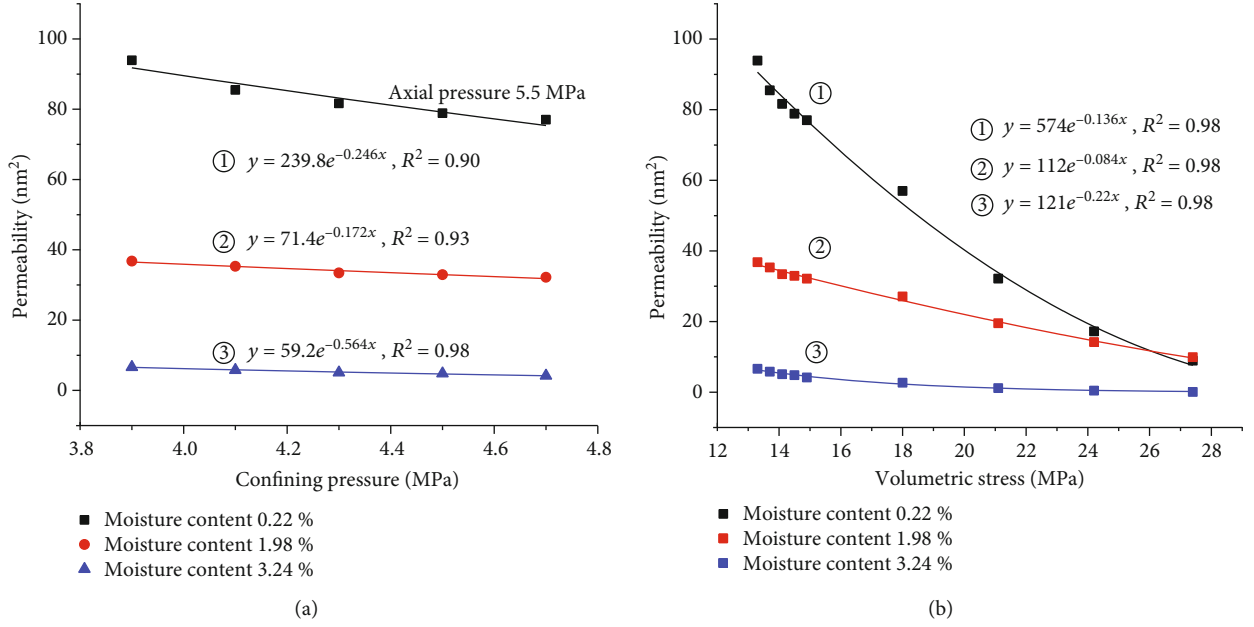 100
80
60
40
20
0
Permeability (nm²)
Axial pressure 5.5 MPa
① y = 239.8e^–0.246x , R² = 0.90
② y = 71.4e^–0.172x , R² = 0.93
③ y = 59.2e^–0.564x , R² = 0.98
3.8 4.0 4.2 4.4 4.6 4.8
Confining pressure (MPa)
Moisture content 0.22 %
Moisture content 1.98 %
Moisture content 3.24 %
(a)
100
80
60
40
20
0
Permeability (nm²)
①
②
③
① y = 574e^–0.136x , R² = 0.98
② y = 112e^–0.084x , R² = 0.98
③ y = 121e^–0.22x , R² = 0.98
12 14 16 18 20 22 24 26 28
Volumetric stress (MPa)
Moisture content 0.22 %
Moisture content 1.98 %
Moisture content 3.24 %
(b)